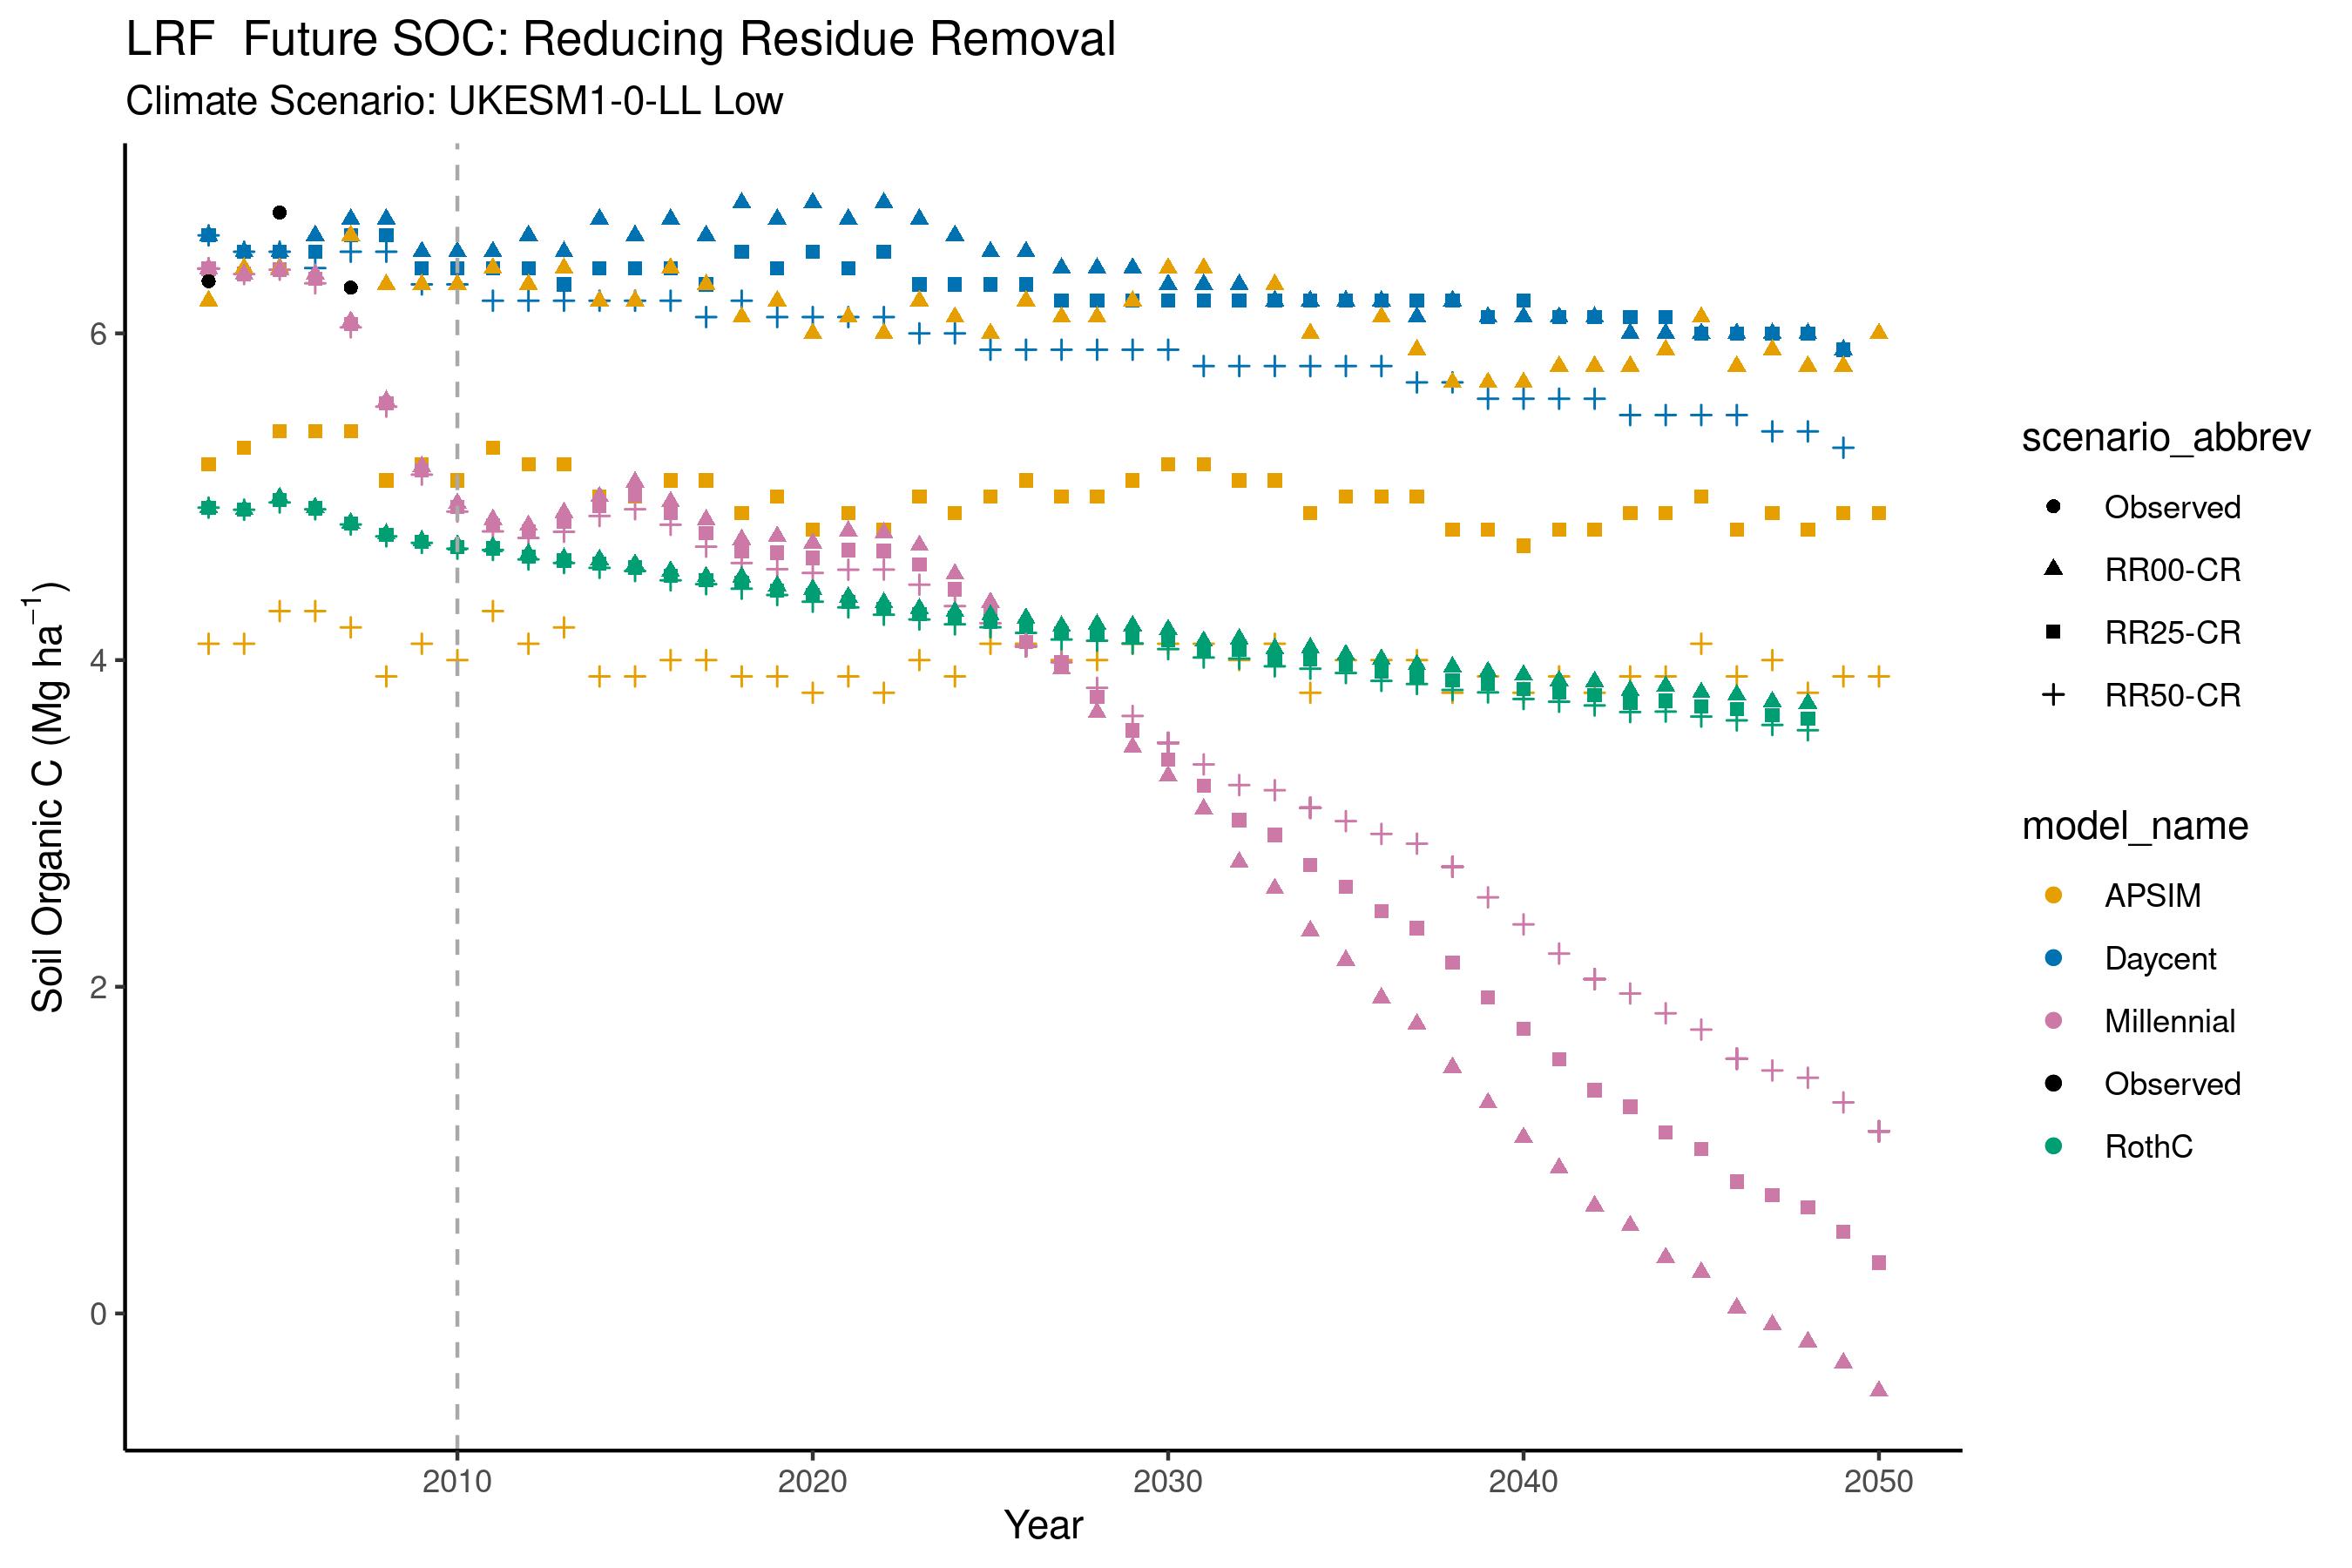 LRF  Future SOC: Reducing Residue Removal
Climate Scenario: UKESM1-0-LL Low
Soil Organic C (Mg ha⁻¹)
6
4
2
0
2010
2020
2030
2040
2050
Year
scenario_abbrev
Observed
RR00-CR
RR25-CR
RR50-CR
model_name
APSIM
Daycent
Millennial
Observed
RothC